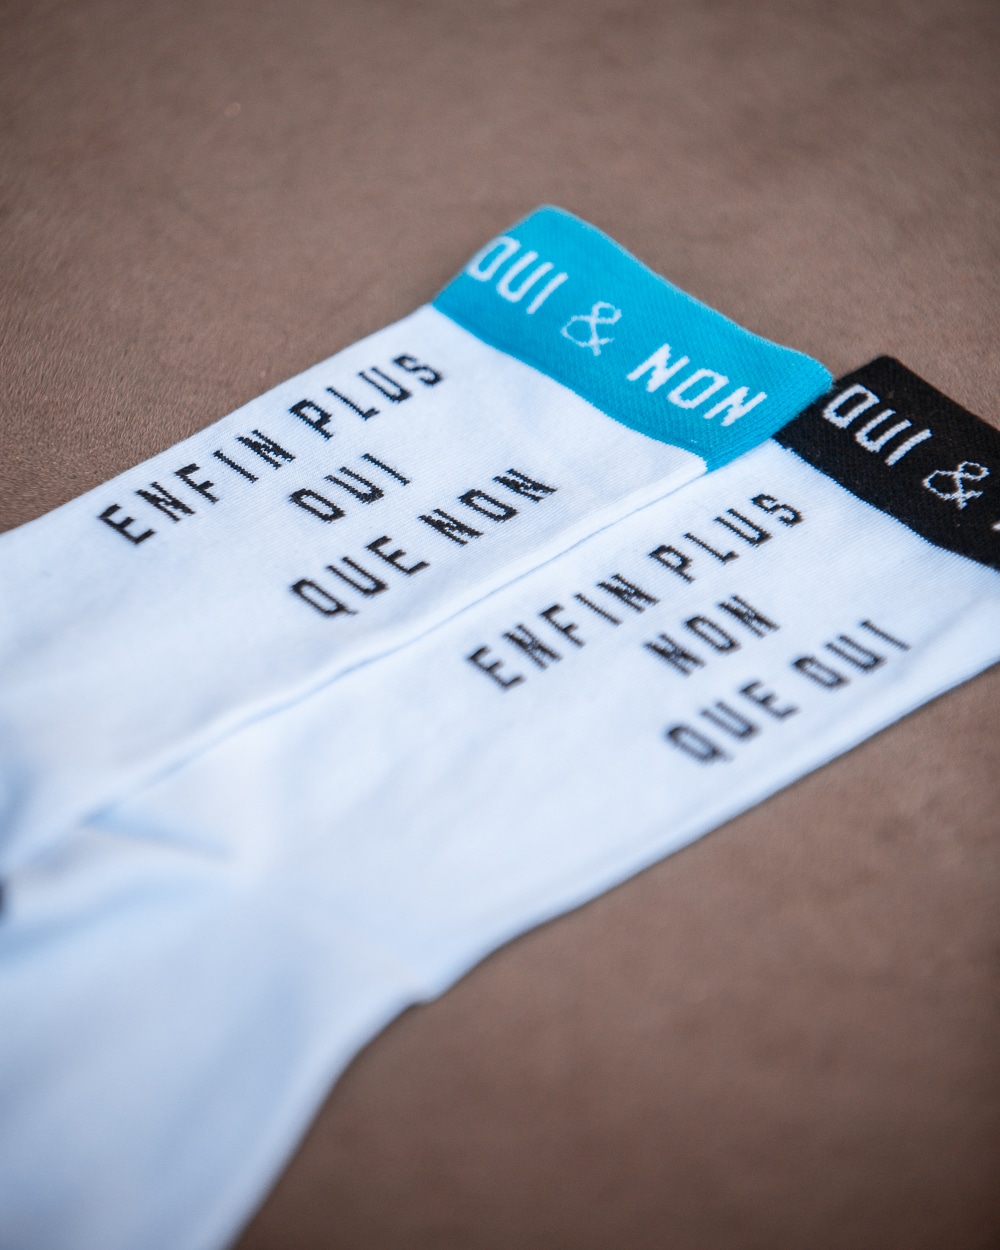 OUI & NON
ENFIN PLUS
OUI
QUE NON
OUI &
ENFIN PLUS
NON
QUE OUI